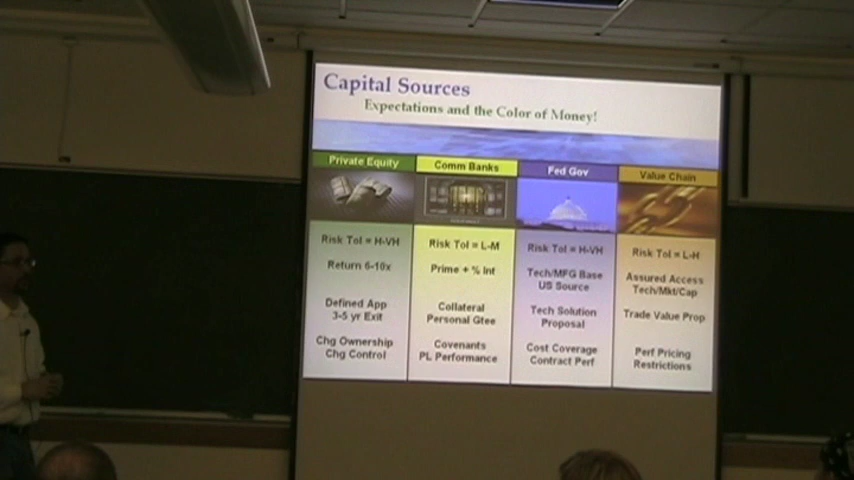 Capital Sources
Expectations and the Color of Money!
Private Equity
Risk Tol = H-VH
Return 6-10x
Defined App
3-5 yr Exit
Chg Ownership
Chg Control
Comm Banks
Risk Tol = L-M
Prime + % Int
Collateral
Personal Gtee
Covenants
PL Performance
Fed Gov
Risk Tol = H-VH
Tech/MFG Base
US Source
Tech Solution
Proposal
Cost Coverage
Contract Perf
Value Chain
Risk Tol = L-H
Assured Access
Tech/Mkt/Cap
Trade Value Prop
Perf Pricing
Restrictions